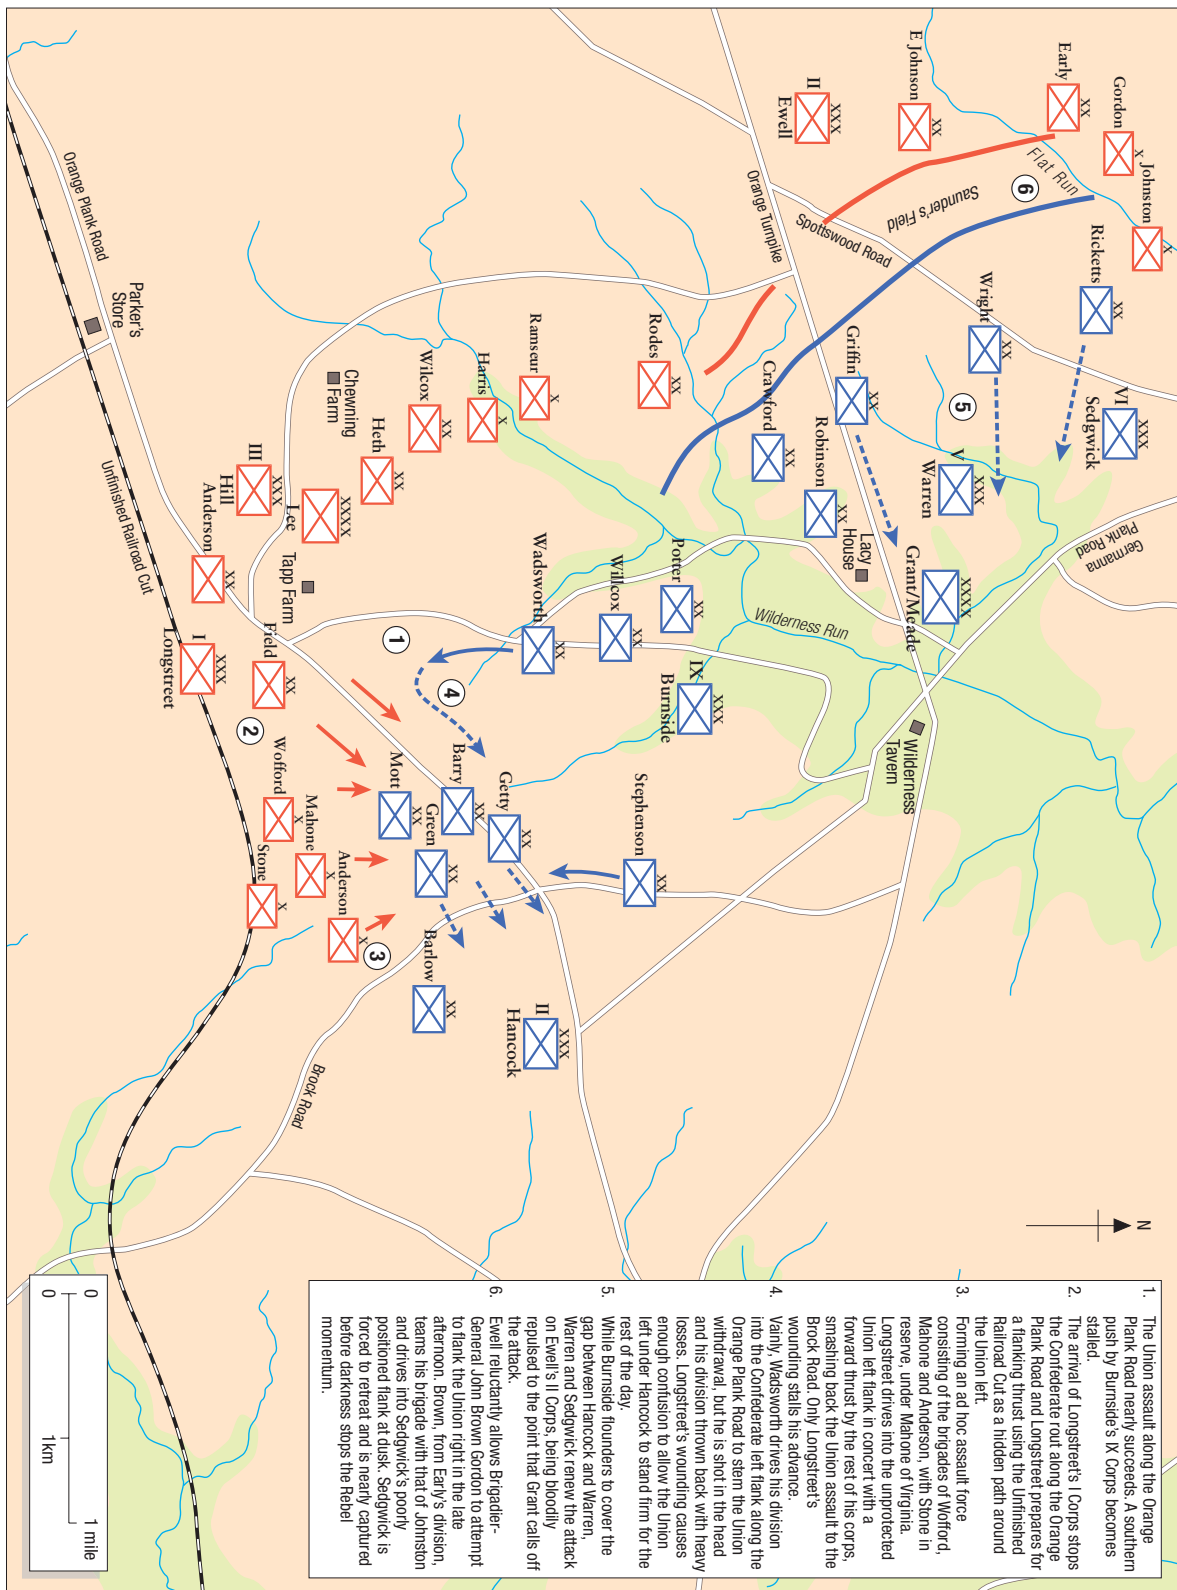 N
Gordon
x
Johnston
x
Early
xx
Flat Run
6
Ricketts
xx
VI
xxx
Sedgwick
E Johnson
xx
Saunder's Field
Wright
xx
5
V
xxx
Warren
Germanna
Plank Road
II
xxx
Ewell
Orange Turnpike
Spottswood Road
Griffin
xx
Crawford
xx
Robinson
xx
Lacy
House
Grant/Meade
xxxx
Wilderness Run
Wilderness
Tavern
Rodes
xx
Ramseur
x
Harris
x
Wilcox
xx
Heth
xx
Chewning
Farm
Potter
xx
Willcox
xx
Wadsworth
xx
IX
xxx
Burnside
Stephenson
xx
Orange Plank Road
Parker's
Store
Unfinished Railroad Cut
III
xxx
Hill
Lee
xxxx
Anderson
xx
Tapp Farm
1
4
Field
xx
I
xxx
Longstreet
2
Getty
xx
Barry
xx
Mott
xx
Green
xx
Wofford
x
Mahone
x
Stone
x
Anderson
x
3
Barlow
xx
II
xxx
Hancock
Brock Road
1. The Union assault along the Orange
Plank Road nearly succeeds. A southern
push by Burnside's IX Corps becomes
stalled.
2. The arrival of Longstreet's I Corps stops
the Confederate rout along the Orange
Plank Road and Longstreet prepares for
a flanking thrust using the Unfinished
Railroad Cut as a hidden path around
the Union left.
3. Forming an ad hoc assault force
consisting of the brigades of Wofford,
Mahone and Anderson, with Stone in
reserve, under Mahone of Virginia.
Longstreet drives into the unprotected
Union left flank in concert with a
forward thrust by the rest of his corps,
smashing back the Union assault to the
Brock Road. Only Longstreet's
wounding stalls his advance.
4. Vainly, Wadsworth drives his division
into the Confederate left flank along the
Orange Plank Road to stem the Union
withdrawal, but he is shot in the head
and his division thrown back with heavy
losses. Longstreet's wounding causes
enough confusion to allow the Union
left under Hancock to stand firm for the
rest of the day.
5. While Burnside flounders to cover the
gap between Hancock and Warren,
Warren and Sedgwick renew the attack
on Ewell's II Corps, being bloodily
repulsed to the point that Grant calls off
the attack.
6. Ewell reluctantly allows Brigadier-
General John Brown Gordon to attempt
to flank the Union right in the late
afternoon. Brown, from Early's division,
teams his brigade with that of Johnston
and drives into Sedgwick's poorly
positioned flank at dusk. Sedgwick is
forced to retreat and is nearly captured
before darkness stops the Rebel
momentum.
0 1 mile
0 1km